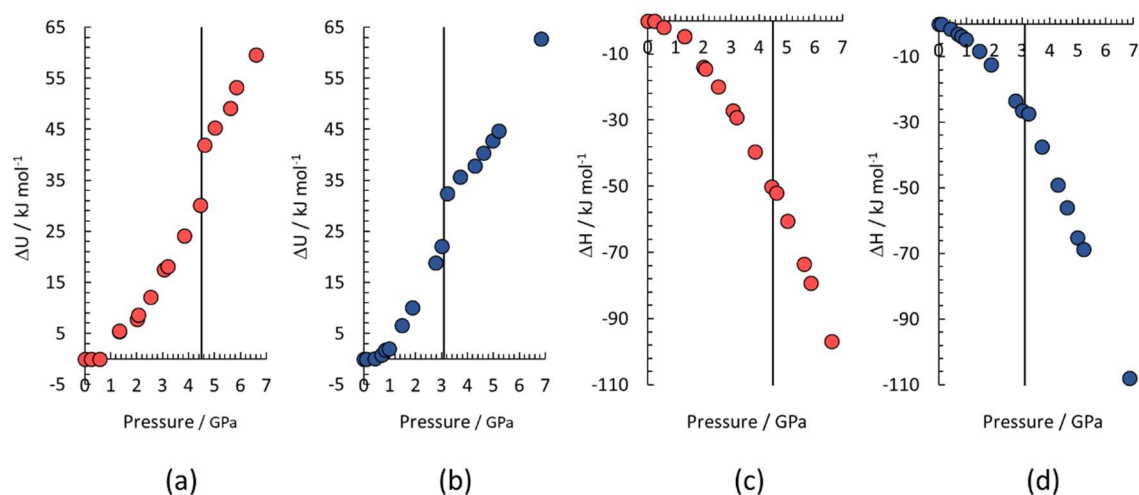 65
55
45
35
25
15
5
-5
ΔU / kJ mol⁻¹
0 1 2 3 4 5 6 7
Pressure / GPa
(a)
65
55
45
35
25
15
5
-5
ΔU / kJ mol⁻¹
0 1 2 3 4 5 6 7
Pressure / GPa
(b)
0 1 2 3 4 5 6 7
-10
-30
-50
-70
-90
-110
ΔH / kJ mol⁻¹
Pressure / GPa
(c)
0 1 2 3 4 5 6 7
-10
-30
-50
-70
-90
-110
ΔH / kJ mol⁻¹
Pressure / GPa
(d)